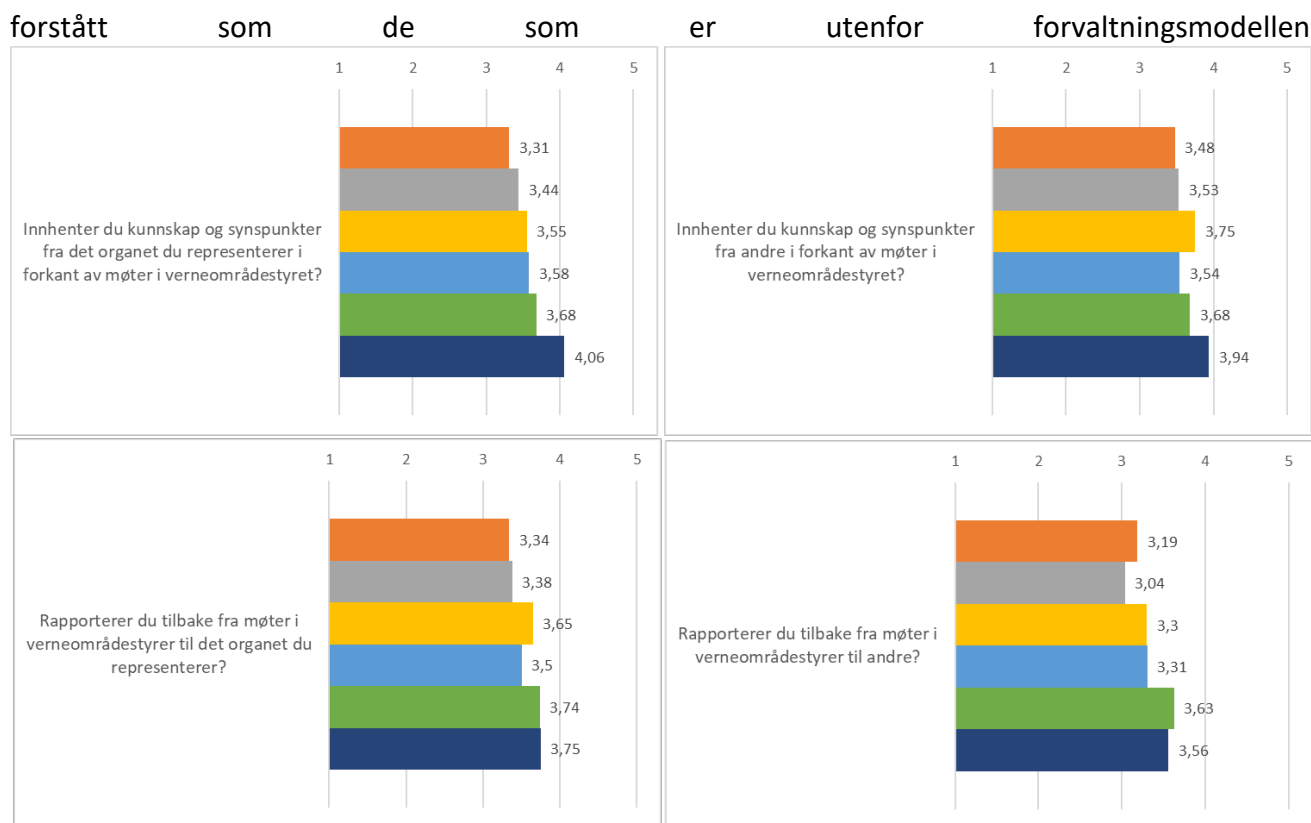 forstått som de som er utenfor forvaltningsmodellen
1 2 3 4 5
3,31
3,44
3,55
3,58
3,68
4,06
Innhenter du kunnskap og synspunkter
fra det organet du representerer i
forkant av møter i verneområdestyret?
1 2 3 4 5
3,48
3,53
3,75
3,54
3,68
3,94
Innhenter du kunnskap og synspunkter
fra andre i forkant av møter i
verneområdestyret?
1 2 3 4 5
3,34
3,38
3,65
3,5
3,74
3,75
Rapporterer du tilbake fra møter i
verneområdestyrer til det organet du
representerer?
1 2 3 4 5
3,19
3,04
3,3
3,31
3,63
3,56
Rapporterer du tilbake fra møter i
verneområdestyrer til andre?